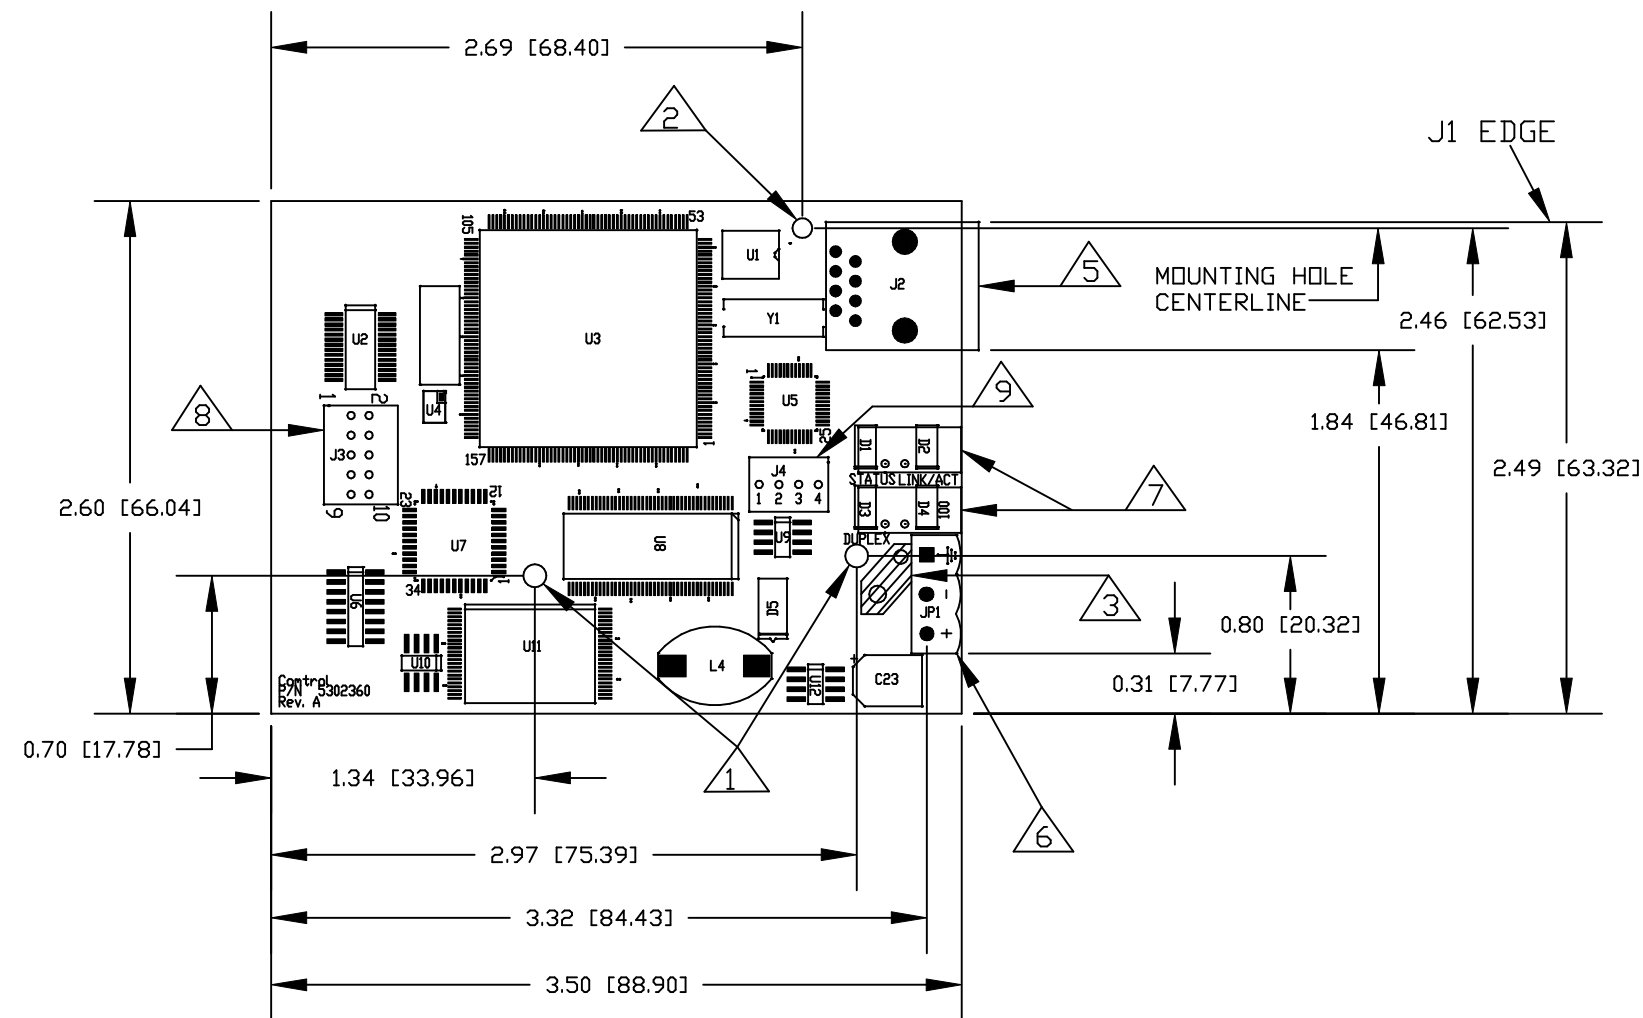 2.69 [68.40]
2
J1 EDGE
105
53
U1
J2
5
MOUNTING HOLE
CENTERLINE
2.46 [62.53]
Y1
U3
U2
1.84 [46.81]
9
8
1
2
U4
1
U5
25
D1
D2
J3
157
1
J4
STATUS LINK/ACT
7
2.49 [63.32]
2.60 [66.04]
1 2 3 4
D3
D4
100
9
10
23
12
U7
U8
U9
DUPLEX
-
3
JP1
+
0.80 [20.32]
34
1
U6
D5
U11
U10
L4
+
U12
C23
0.31 [7.77]
Comtrol
P/N 5302360
Rev. A
0.70 [17.78]
1.34 [33.96]
1
6
2.97 [75.39]
3.32 [84.43]
3.50 [88.90]